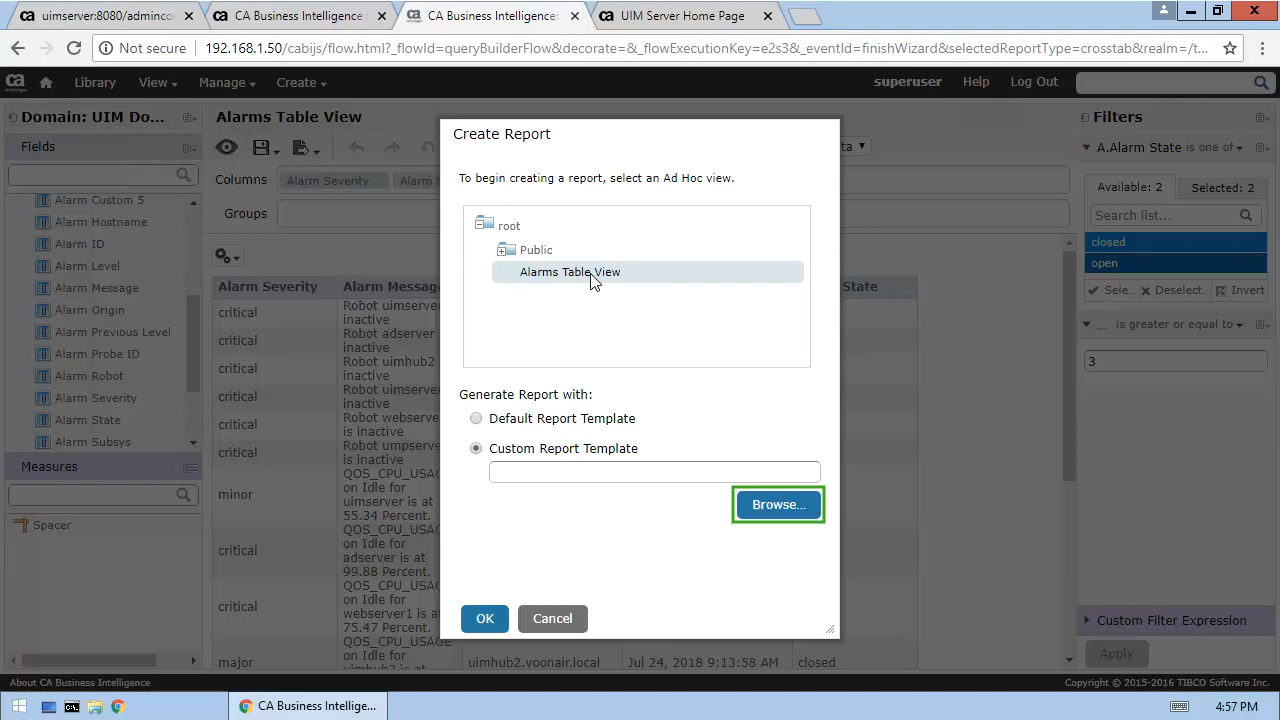 ca uimserver:8080/adminco
ca CA Business Intelligence
ca CA Business Intelligence:
ca UIM Server Home Page
Not secure 192.168.1.50/cabijs/flow.html?_flowId=queryBuilderFlow&decorate=&_flowExecutionKey=e2s3&_eventId=finishWizard&selectedReportType=crosstab&realm=/t...
ca Library View Manage Create superuser Help Log Out
Domain: UIM Do...
Fields
Alarm Custom 5
Alarm Hostname
Alarm ID
Alarm Level
Alarm Message
Alarm Origin
Alarm Previous Level
Alarm Probe ID
Alarm Robot
Alarm Severity
Alarm State
Alarm Subsys
Measures
Spacer
Alarms Table View
ta
Columns Alarm Severity Alarm
Groups
Alarm Severity Alarm Message State
critical Robot uimserver
inactive
critical Robot adserver
inactive
critical Robot uimhub2
inactive
critical Robot uimserver
inactive
critical Robot webserver
is inactive
critical Robot umpserver
is inactive
minor QOS_CPU_USAGE
on Idle for
uimserver is at
55.34 Percent.
critical QOS_CPU_USAGE
on Idle for
adserver is at
99.88 Percent.
critical QOS_CPU_USAGE
on Idle for
webserver1 is at
75.47 Percent.
major QOS_CPU_USAGE
on Idle for
uimhub2 is at
uimhub2.voonair.local Jul 24, 2018 9:13:58 AM closed
Create Report
To begin creating a report, select an Ad Hoc view.
root
Public
Alarms Table View
Generate Report with:
Default Report Template
Custom Report Template
Browse...
OK Cancel
Filters
A.Alarm State is one of
Available: 2 Selected: 2
Search list...
closed
open
Sele... Deselect... Invert
... is greater or equal to
3
Custom Filter Expression
Apply
About CA Business Intelligence Copyright © 2015-2016 TIBCO Software Inc.
CA Business Intellige... 4:57 PM